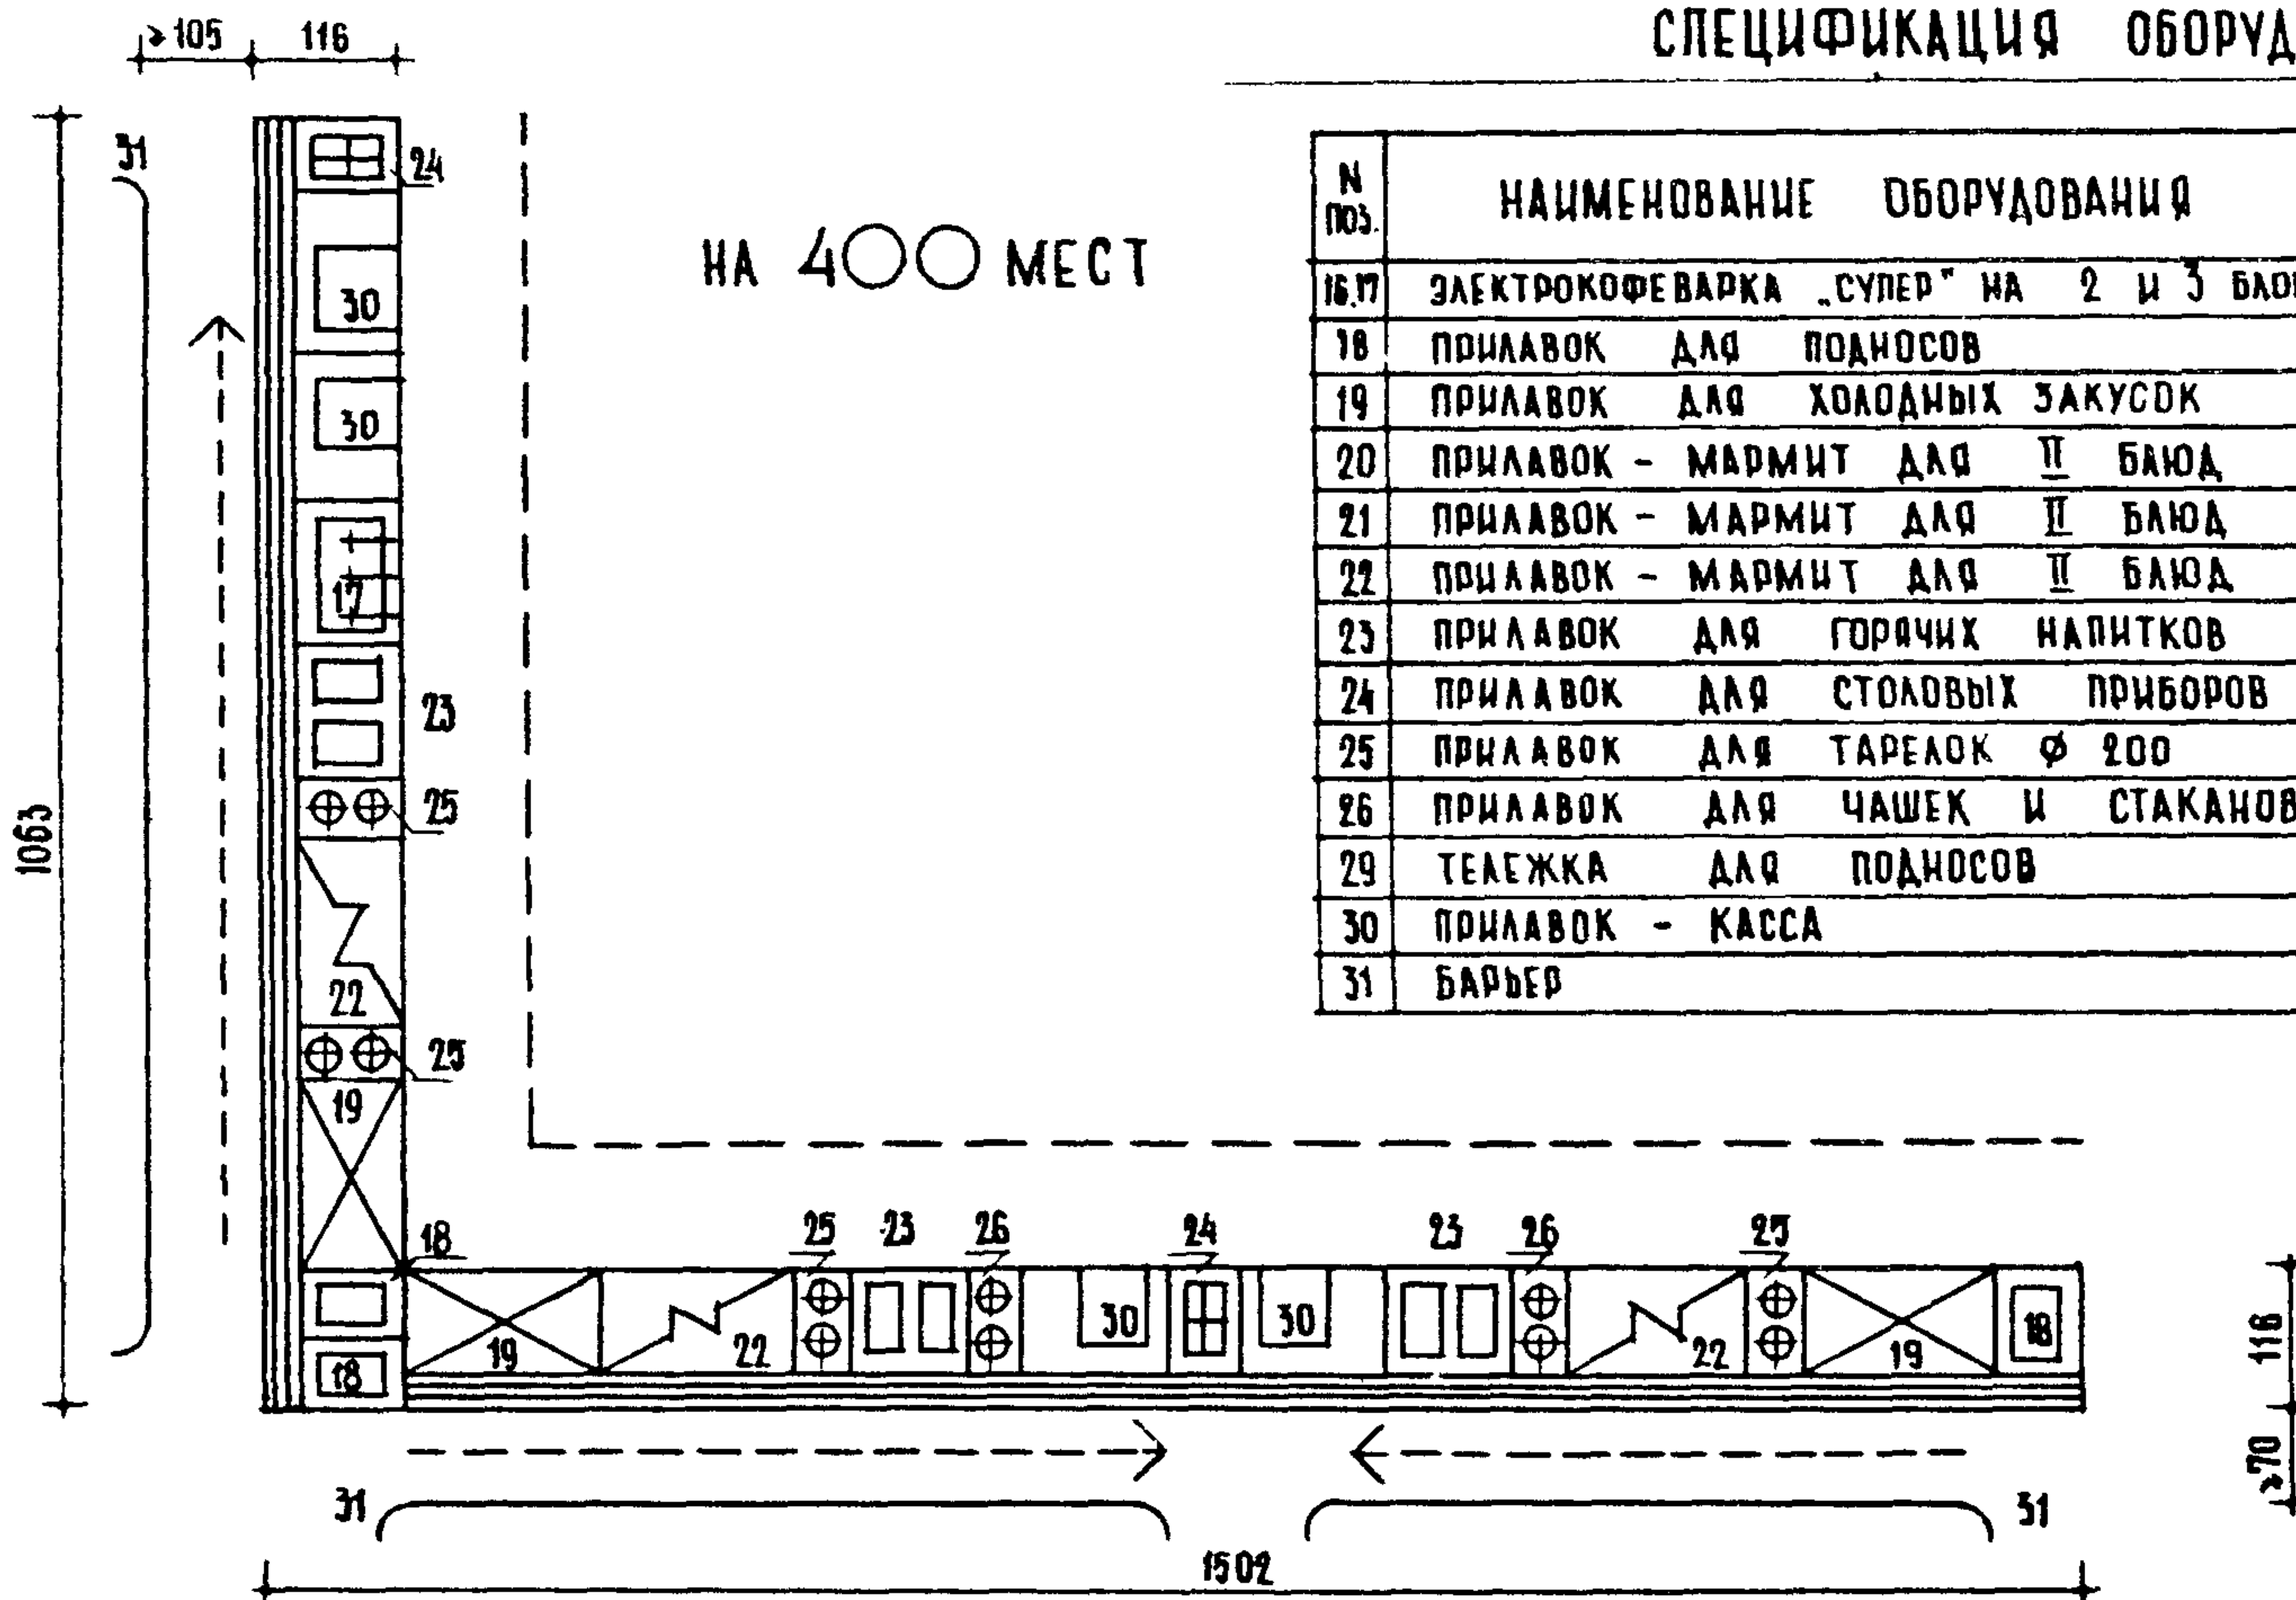 СПЕЦИФИКАЦИЯ ОБОРУД
≥105 116
31
24
НА 400 МЕСТ
30
30
17
23
25
22
25
19
18
18
1063
N ПОЗ. НАИМЕНОВАНИЕ ОБОРУДОВАНИЯ
16.17 ЭЛЕКТРОКОФЕВАРКА „СУПЕР" НА 2 И 3 БЛО
18 ПРИЛАВОК ДЛЯ ПОДНОСОВ
19 ПРИЛАВОК ДЛЯ ХОЛОДНЫХ ЗАКУСОК
20 ПРИЛАВОК - МАРМИТ ДЛЯ II БЛЮД
21 ПРИЛАВОК - МАРМИТ ДЛЯ II БЛЮД
22 ПРИЛАВОК - МАРМИТ ДЛЯ II БЛЮД
23 ПРИЛАВОК ДЛЯ ГОРЯЧИХ НАПИТКОВ
24 ПРИЛАВОК ДЛЯ СТОЛОВЫХ ПРИБОРОВ
25 ПРИЛАВОК ДЛЯ ТАРЕЛОК Ø 200
26 ПРИЛАВОК ДЛЯ ЧАШЕК И СТАКАНОВ
29 ТЕЛЕЖКА ДЛЯ ПОДНОСОВ
30 ПРИЛАВОК - КАССА
31 БАРЬЕР
25 23 26 24 23 26 25
19 22 30 30 22 19 18
116
≥70
31 31
1502